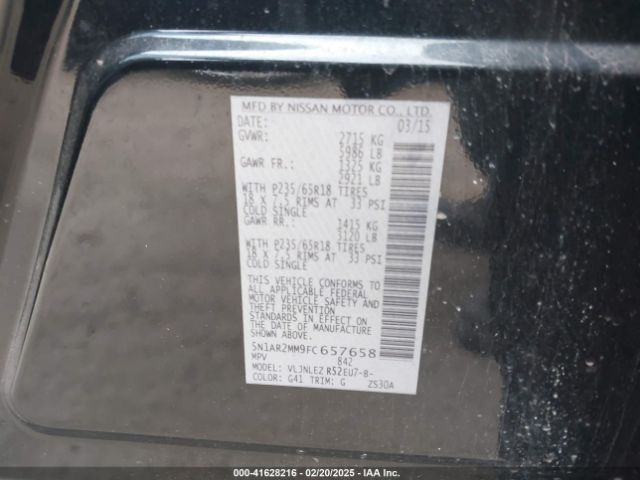 MFD BY NISSAN MOTOR CO., LTD.
DATE: 03/15
GVWR: 2715 KG
5986 LB
GAWR FR.: 1325 KG
2921 LB
WITH P235/65R18 TIRES
18 X 7.5 RIMS AT 33 PSI
COLD SINGLE
GAWR RR.: 1415 KG
3120 LB
WITH P235/65R18 TIRES
18 X 7.5 RIMS AT 33 PSI
COLD SINGLE
THIS VEHICLE CONFORMS TO
ALL APPLICABLE FEDERAL
MOTOR VEHICLE SAFETY AND
THEFT PREVENTION
STANDARDS IN EFFECT ON
THE DATE OF MANUFACTURE
SHOWN ABOVE.
5N1AR2MM9FC657658
MPV 842
MODEL: VLJNLEZ RS2EU7-B-
COLOR: G41 TRIM: G ZS30A
000-41628216 - 02/20/2025 - IAA Inc.